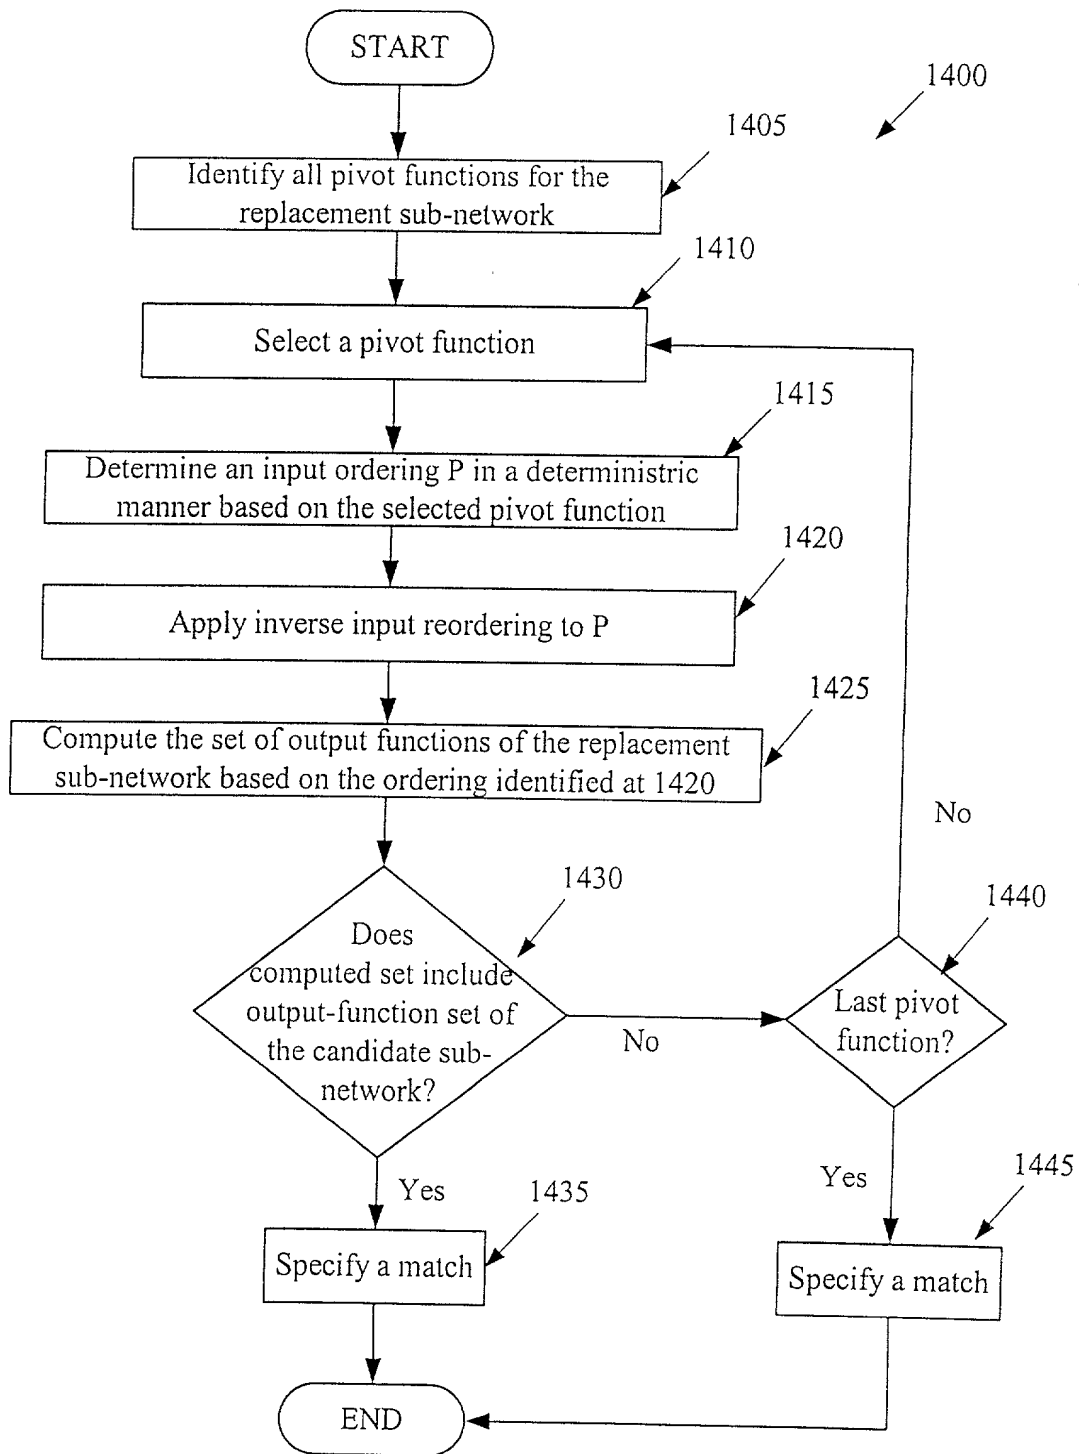 START
1400
1405
Identify all pivot functions for the
replacement sub-network
1410
Select a pivot function
1415
Determine an input ordering P in a deterministric
manner based on the selected pivot function
1420
Apply inverse input reordering to P
1425
Compute the set of output functions of the replacement
sub-network based on the ordering identified at 1420
No
1430
1440
Does
computed set include
output-function set of
the candidate sub-
network?
No
Last pivot
function?
Yes
1435
Yes
1445
Specify a match
Specify a match
END